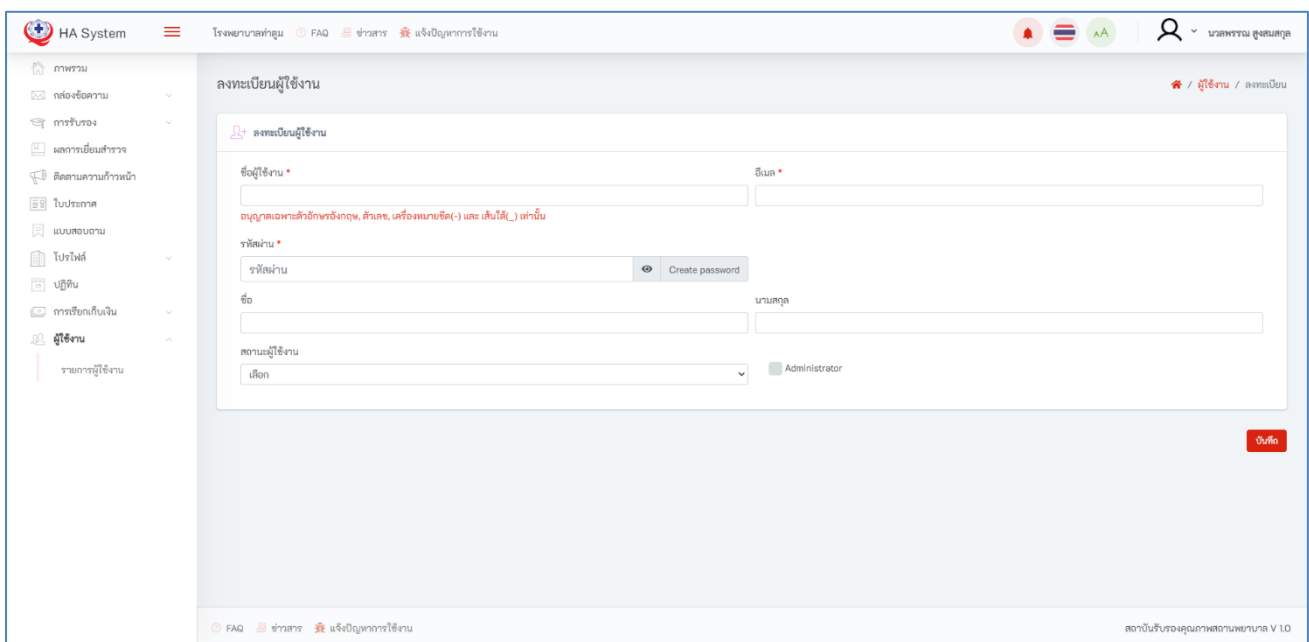 HA System
โรงพยาบาลท่าตูม FAQ ข่าวสาร แจ้งปัญหาการใช้งาน
AA
นวลพรรณ สูงสมสกุล
ภาพรวม
กล่องข้อความ
การรับรอง
ผลการเยี่ยมสำรวจ
ติดตามความก้าวหน้า
ใบประกาศ
แบบสอบถาม
โปรไฟล์
ปฏิทิน
การเรียกเก็บเงิน
ผู้ใช้งาน
รายการผู้ใช้งาน
ลงทะเบียนผู้ใช้งาน
/ ผู้ใช้งาน / ลงทะเบียน
ลงทะเบียนผู้ใช้งาน
ชื่อผู้ใช้งาน *
อีเมล *
อนุญาตเฉพาะตัวอักษรอังกฤษ, ตัวเลข, เครื่องหมายขีด(-) และ เส้นใต้(_) เท่านั้น
รหัสผ่าน *
รหัสผ่าน
Create password
ชื่อ
นามสกุล
สถานะผู้ใช้งาน
เลือก
Administrator
บันทึก
FAQ ข่าวสาร แจ้งปัญหาการใช้งาน
สถาบันรับรองคุณภาพสถานพยาบาล V 1.0